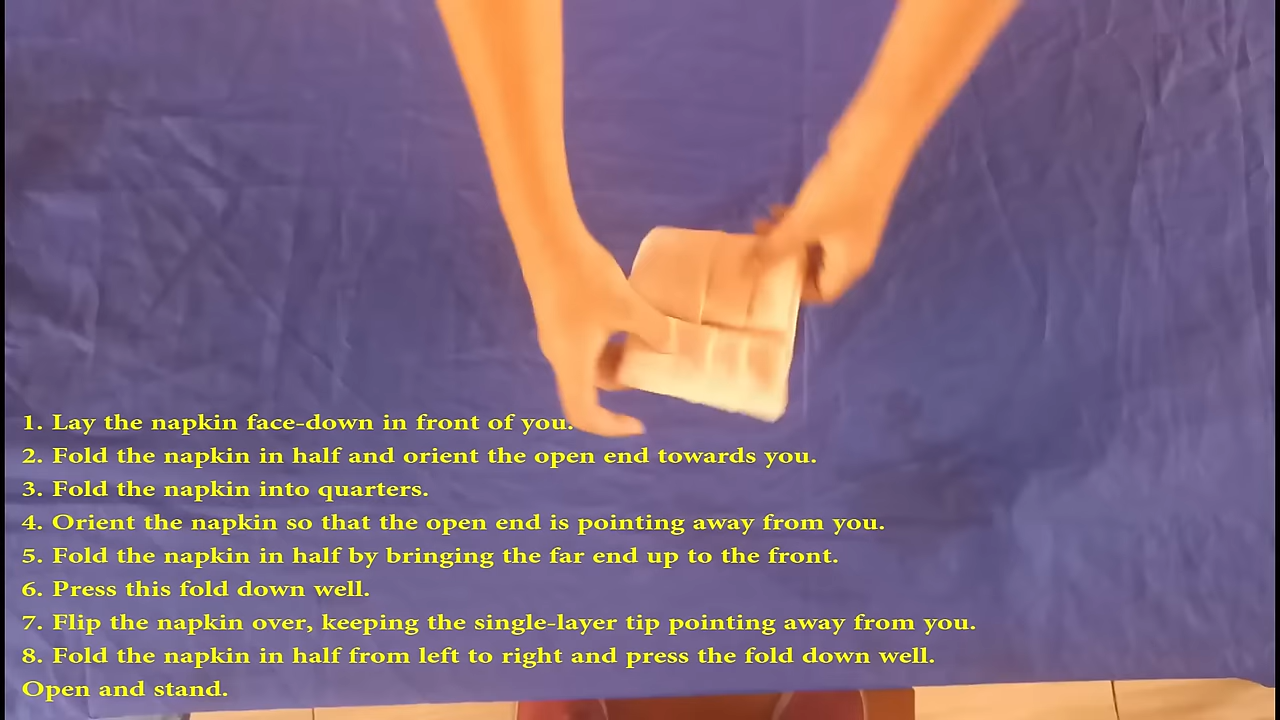 1. Lay the napkin face-down in front of you.
2. Fold the napkin in half and orient the open end towards you.
3. Fold the napkin into quarters.
4. Orient the napkin so that the open end is pointing away from you.
5. Fold the napkin in half by bringing the far end up to the front.
6. Press this fold down well.
7. Flip the napkin over, keeping the single-layer tip pointing away from you.
8. Fold the napkin in half from left to right and press the fold down well.
Open and stand.